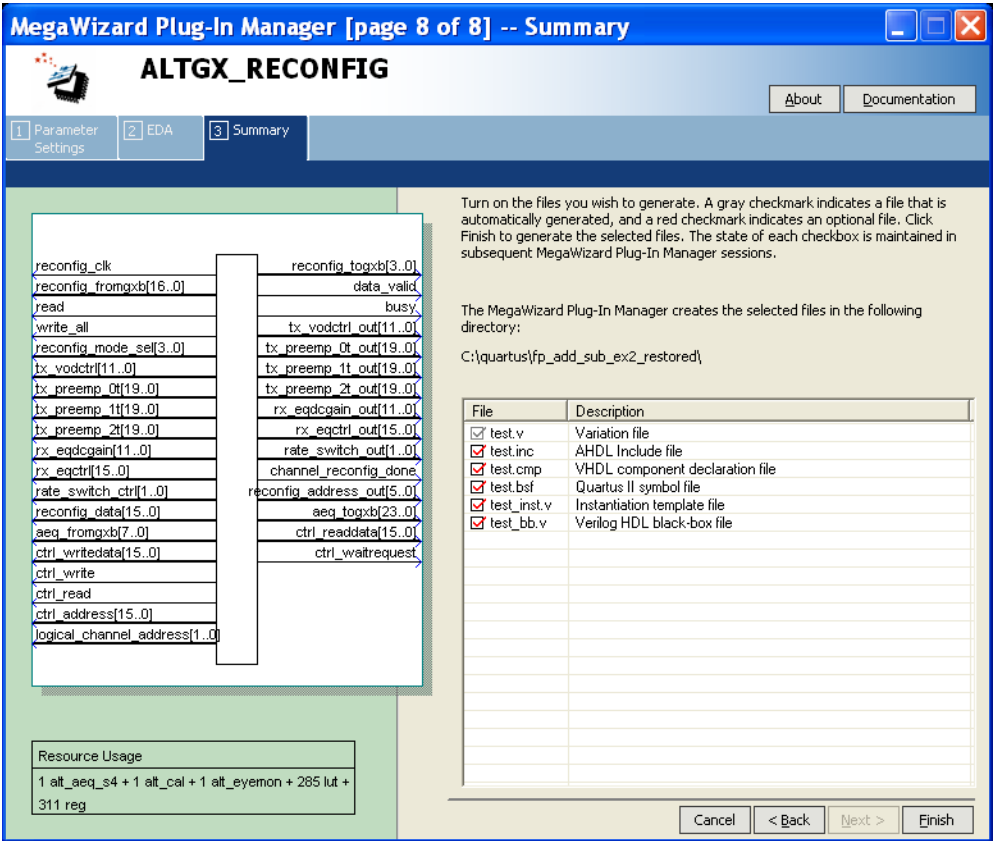 MegaWizard Plug-In Manager [page 8 of 8] -- Summary
ALTGX_RECONFIG
About
Documentation
1 Parameter
Settings
2 EDA
3 Summary
reconfig_clk
reconfig_fromgxb[16..0]
read
write_all
reconfig_mode_sel[3..0]
tx_vodctrl[11..0]
tx_preemp_0t[19..0]
tx_preemp_1t[19..0]
tx_preemp_2t[19..0]
rx_eqdcgain[11..0]
rx_eqctrl[15..0]
rate_switch_ctrl[1..0]
reconfig_data[15..0]
aeq_fromgxb[7..0]
ctrl_writedata[15..0]
ctrl_write
ctrl_read
ctrl_address[15..0]
logical_channel_address[1..0]
reconfig_togxb[3..0]
data_valid
busy
tx_vodctrl_out[11..0]
tx_preemp_0t_out[19..0]
tx_preemp_1t_out[19..0]
tx_preemp_2t_out[19..0]
rx_eqdcgain_out[11..0]
rx_eqctrl_out[15..0]
rate_switch_out[1..0]
channel_reconfig_done
reconfig_address_out[5..0]
aeq_togxb[23..0]
ctrl_readdata[15..0]
ctrl_waitrequest
Resource Usage
1 alt_aeq_s4 + 1 alt_cal + 1 alt_eyemon + 285 lut +
311 reg
Turn on the files you wish to generate. A gray checkmark indicates a file that is
automatically generated, and a red checkmark indicates an optional file. Click
Finish to generate the selected files. The state of each checkbox is maintained in
subsequent MegaWizard Plug-In Manager sessions.
The MegaWizard Plug-In Manager creates the selected files in the following
directory:
C:\quartus\fp_add_sub_ex2_restored\
File Description
test.v Variation file
test.inc AHDL Include file
test.cmp VHDL component declaration file
test.bsf Quartus II symbol file
test_inst.v Instantiation template file
test_bb.v Verilog HDL black-box file
Cancel
< Back
Next >
Finish